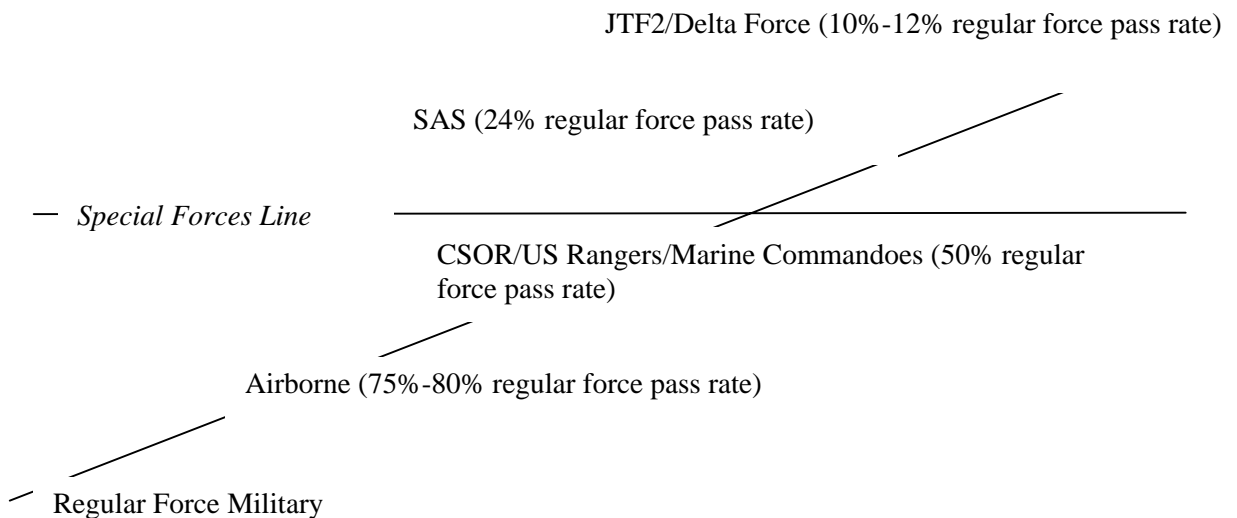 JTF2/Delta Force (10%-12% regular force pass rate)
SAS (24% regular force pass rate)
Special Forces Line
CSOR/US Rangers/Marine Commandoes (50% regular
force pass rate)
Airborne (75%-80% regular force pass rate)
Regular Force Military